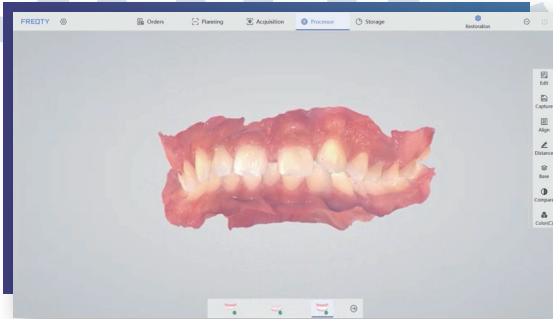 FREQTY
Orders
Planning
Acquisition
Processor
Storage
Restoration
Edit
Capture
Align
Distance
Base
Compare
Color(C)